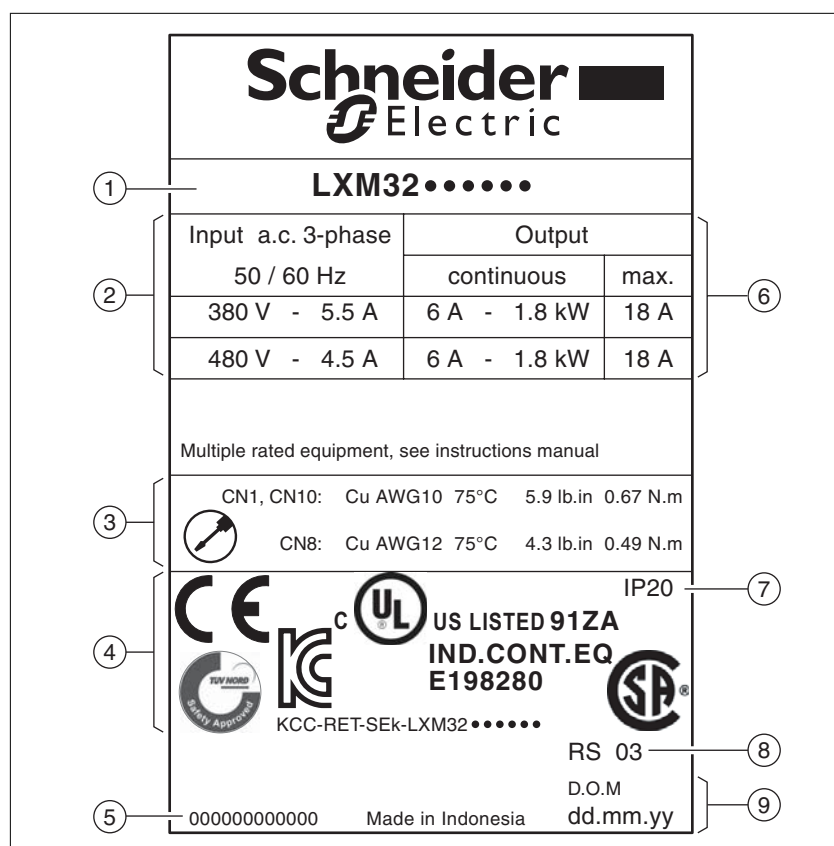 Schneider
Electric
1
LXM32••••••
2
Input a.c. 3-phase
50 / 60 Hz
Output
continuous
max.
6
380 V - 5.5 A 6 A - 1.8 kW 18 A
480 V - 4.5 A 6 A - 1.8 kW 18 A
Multiple rated equipment, see instructions manual
3
CN1, CN10: Cu AWG10 75°C 5.9 lb.in 0.67 N.m
CN8: Cu AWG12 75°C 4.3 lb.in 0.49 N.m
4
CE
C UL ® US LISTED 91ZA
IND.CONT.EQ
E198280
IP20
7
TUV NORD
Safety Approved
KC
SA ®
KCC-RET-SEk-LXM32••••••
RS 03
8
D.O.M
dd.mm.yy
9
5
000000000000 Made in Indonesia